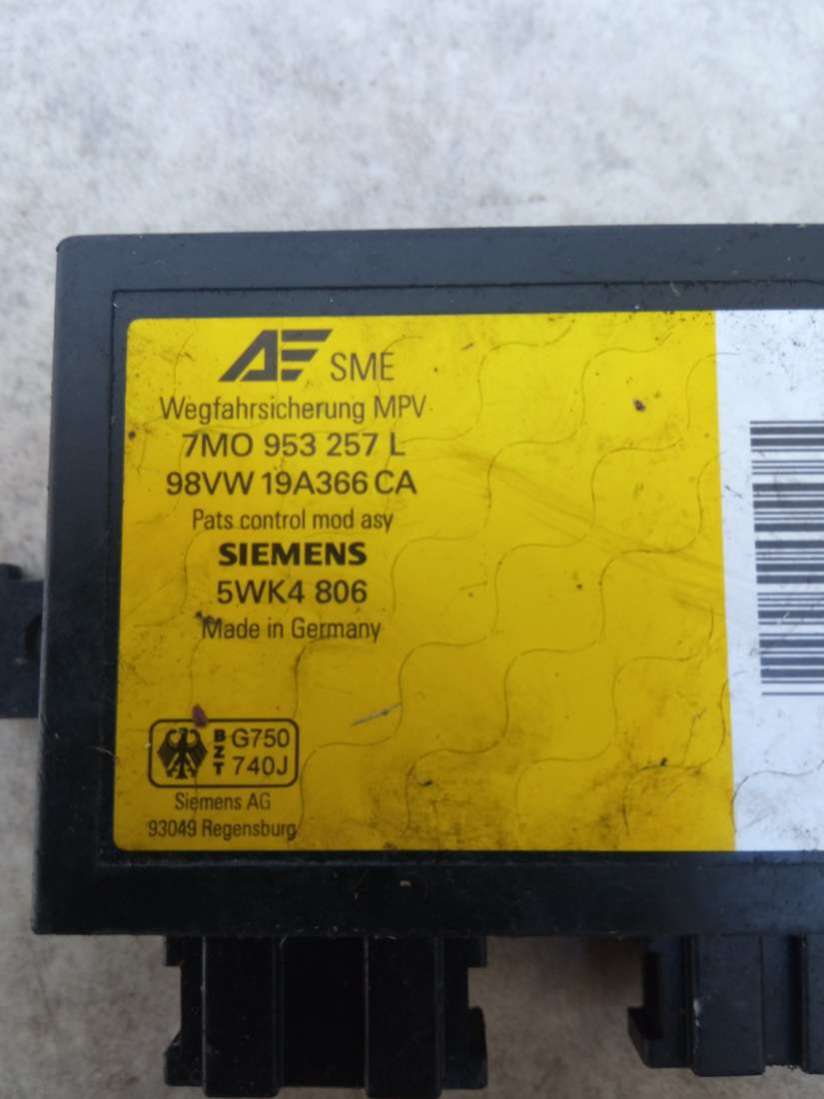 AE SME
Wegfahrsicherung MPV
7MO 953 257 L
98VW 19A366 CA
Pats control mod asy
SIEMENS
5WK4 806
Made in Germany
BZT G750
740J
Siemens AG
93049 Regensburg